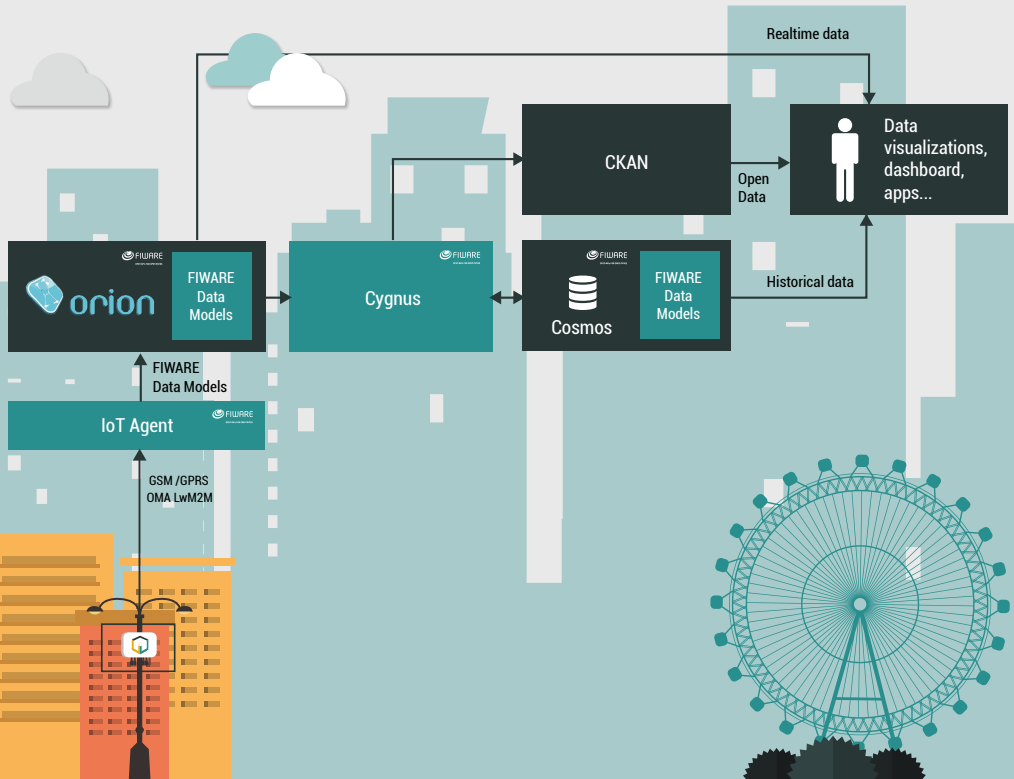 Realtime data
Data
visualizations,
dashboard,
apps...
CKAN
Open
Data
FIWARE
orion
FIWARE
Data
Models
FIWARE
Cygnus
FIWARE
Cosmos
FIWARE
Data
Models
Historical data
FIWARE
Data Models
IoT Agent
FIWARE
GSM /GPRS
OMA LwM2M